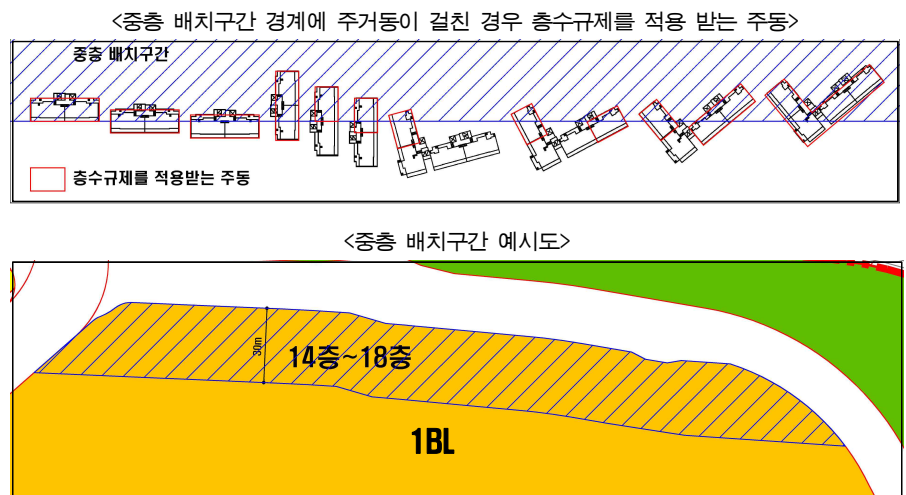 <중층 배치구간 경계에 주거동이 걸친 경우 층수규제를 적용 받는 주동>
중층 배치구간
층수규제를 적용받는 주동
<중층 배치구간 예시도>
30m
14층~18층
1BL